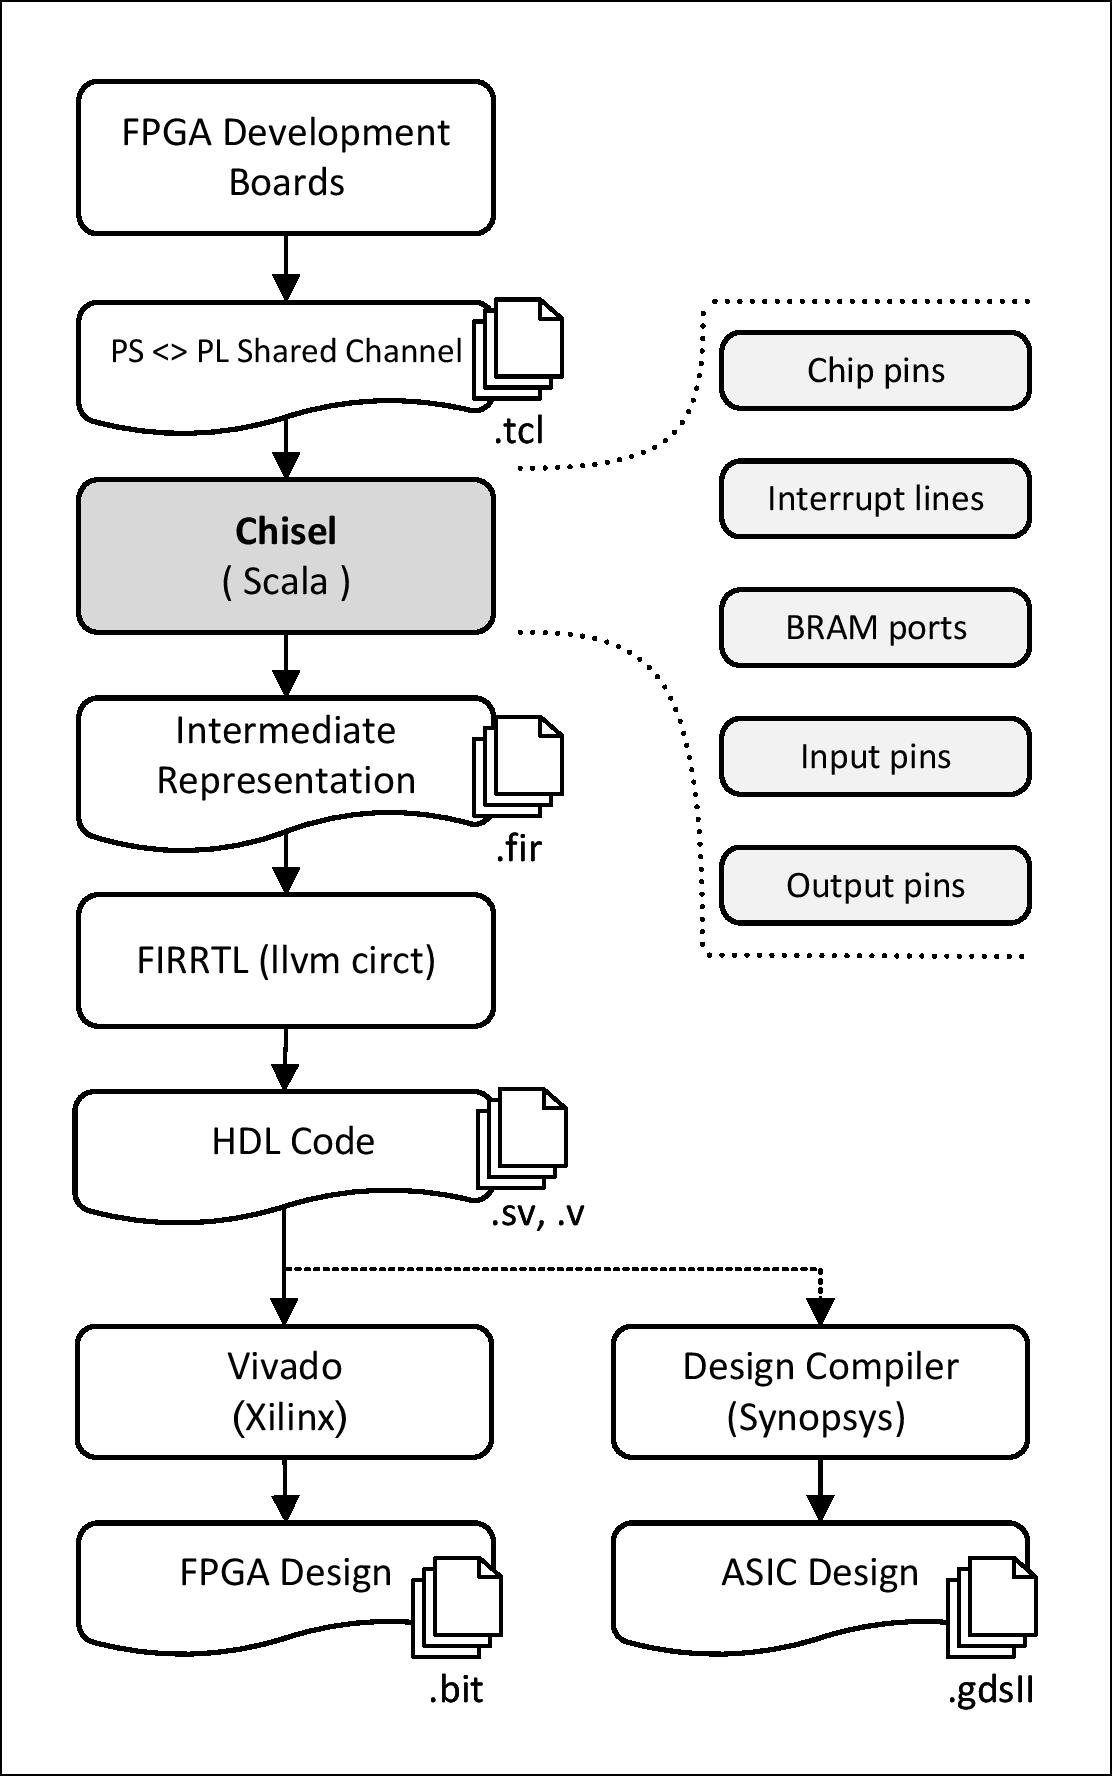 FPGA Development
Boards
PS <> PL Shared Channel
.tcl
Chisel
( Scala )
Chip pins
Interrupt lines
BRAM ports
Input pins
Output pins
Intermediate
Representation
.fir
FIRRTL (llvm circt)
HDL Code
.sv, .v
Vivado
(Xilinx)
Design Compiler
(Synopsys)
FPGA Design
.bit
ASIC Design
.gdsII